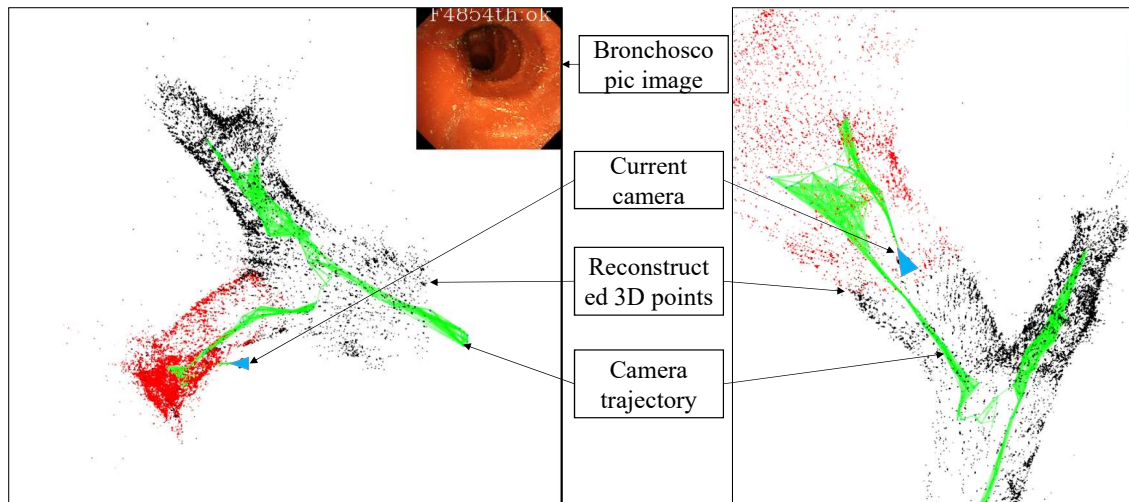 F4854th:ok
Bronchosco
pic image
Current
camera
Reconstruct
ed 3D points
Camera
trajectory